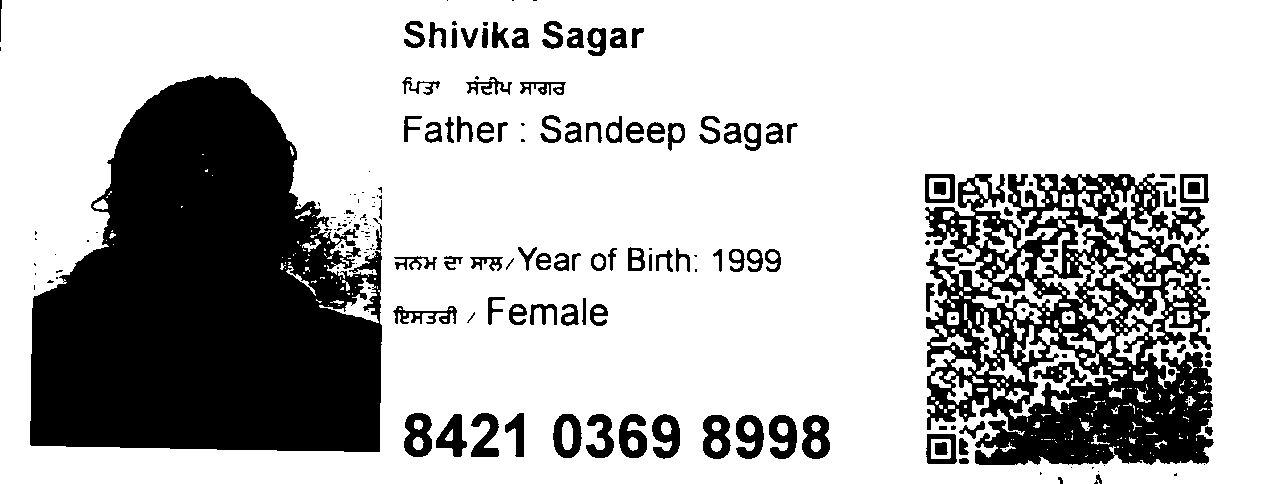 Shivika Sagar
ਪਿਤਾ ਸੰਦੀਪ ਸਾਗਰ
Father : Sandeep Sagar
ਜਨਮ ਦਾ ਸਾਲ/Year of Birth: 1999
ਇਸਤਰੀ / Female
8421 0369 8998